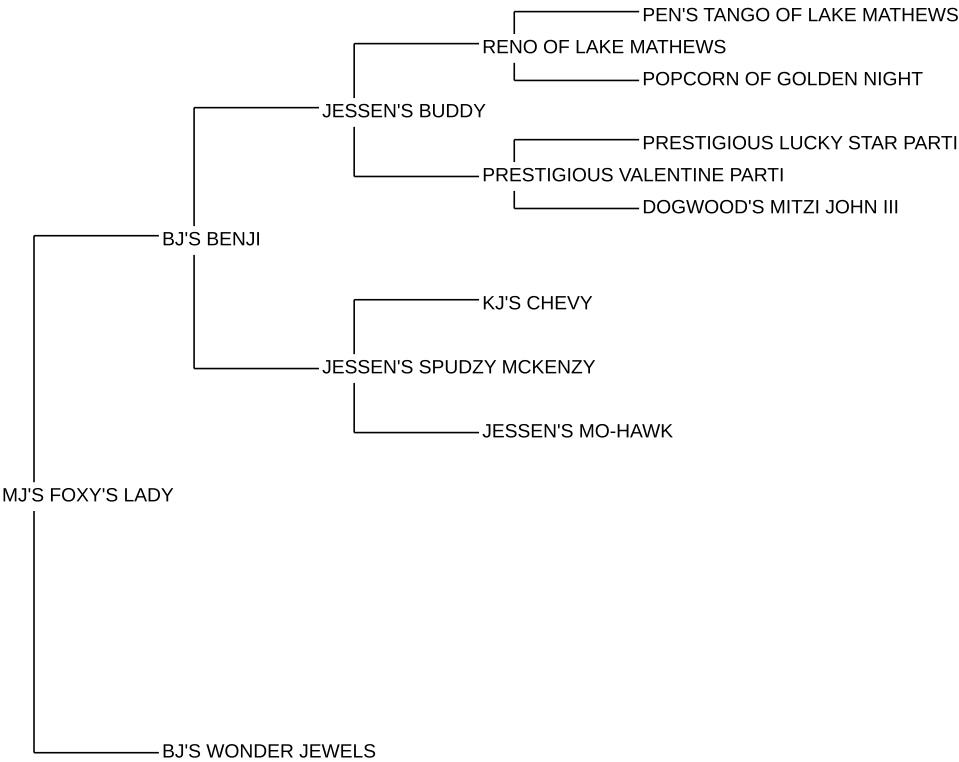 PEN'S TANGO OF LAKE MATHEWS
RENO OF LAKE MATHEWS
POPCORN OF GOLDEN NIGHT
JESSEN'S BUDDY
PRESTIGIOUS LUCKY STAR PARTI
PRESTIGIOUS VALENTINE PARTI
DOGWOOD'S MITZI JOHN III
BJ'S BENJI
KJ'S CHEVY
JESSEN'S SPUDZY MCKENZY
JESSEN'S MO-HAWK
MJ'S FOXY'S LADY
BJ'S WONDER JEWELS